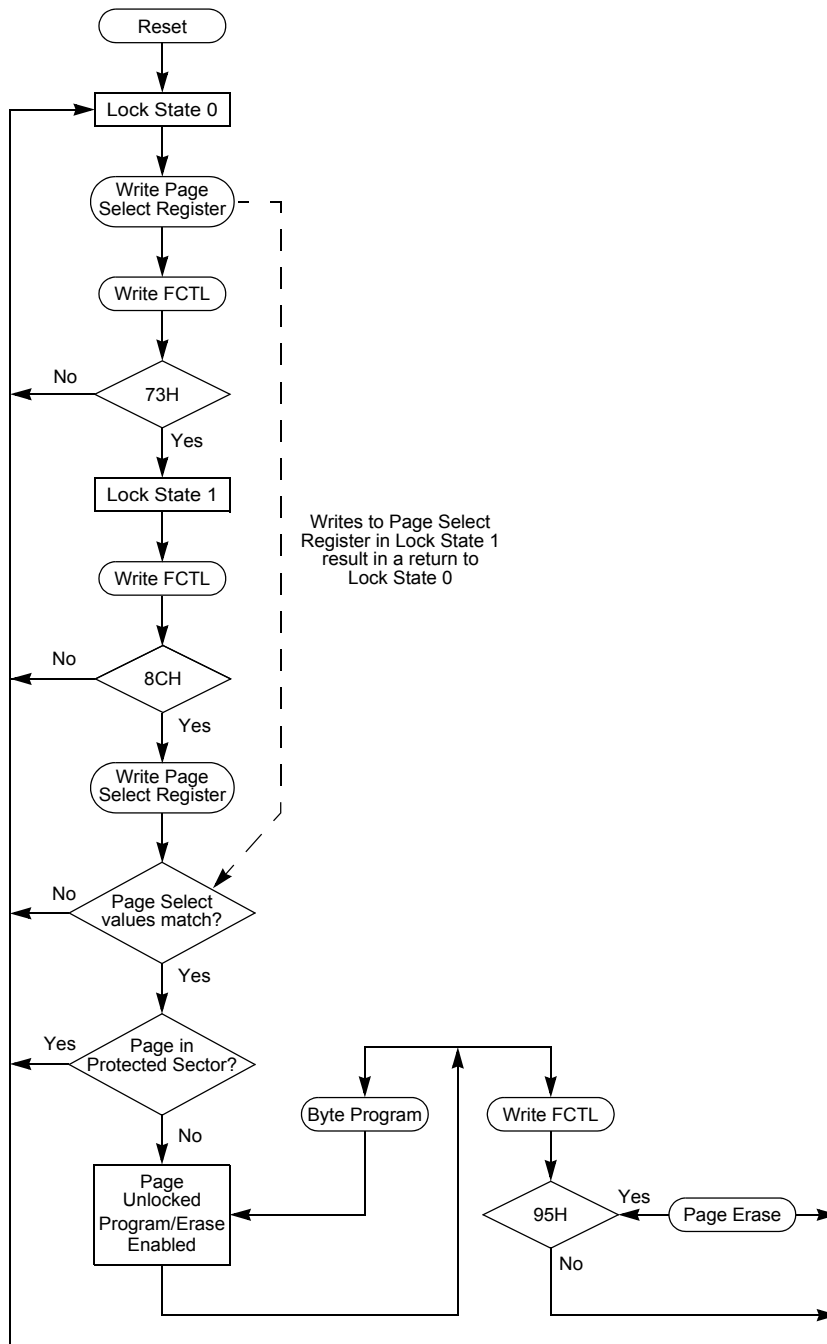 Reset
Lock State 0
Write Page
Select Register
Write FCTL
No
73H
Yes
Lock State 1
Writes to Page Select
Register in Lock State 1
result in a return to
Lock State 0
Write FCTL
No
8CH
Yes
Write Page
Select Register
No
Page Select
values match?
Yes
Yes
Page in
Protected Sector?
No
Byte Program
Write FCTL
Page
Unlocked
Program/Erase
Enabled
95H
Yes
Page Erase
No